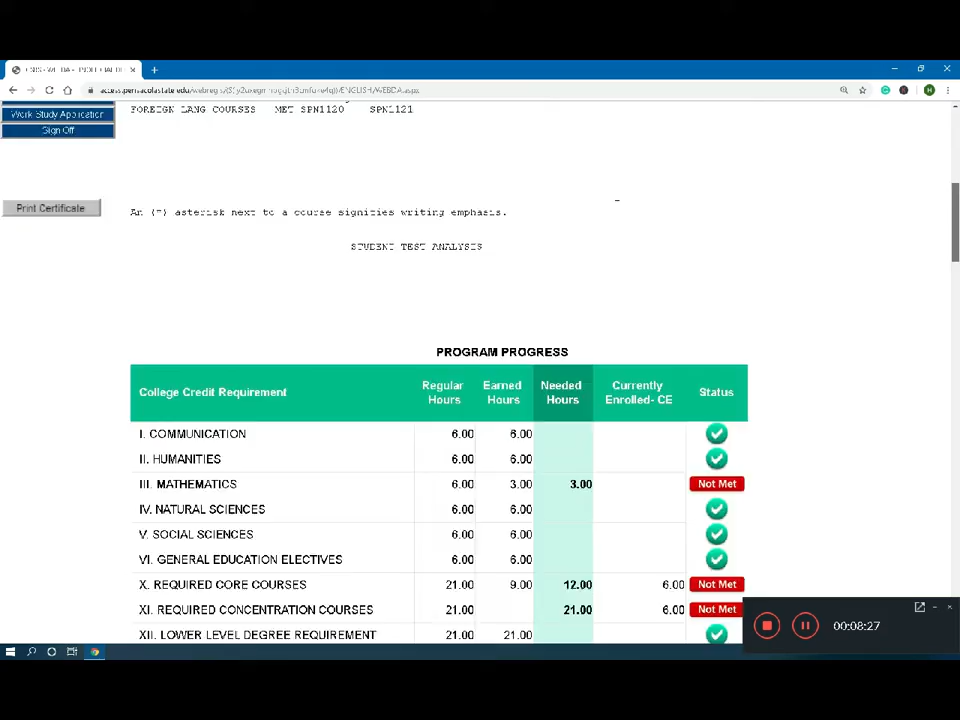 access.pensacolastate.edu/webregis/
FOREIGN LANG COURSES MET SPN1120 SPN1121
Work Study Application
Sign Off
Print Certificate
An (*) asterisk next to a course signifies writing emphasis.
STUDENT TEST ANALYSIS
PROGRAM PROGRESS
College Credit Requirement Regular Hours Earned Hours Needed Hours Currently Enrolled- CE Status
I. COMMUNICATION 6.00 6.00
II. HUMANITIES 6.00 6.00
III. MATHEMATICS 6.00 3.00 3.00 Not Met
IV. NATURAL SCIENCES 6.00 6.00
V. SOCIAL SCIENCES 6.00 6.00
VI. GENERAL EDUCATION ELECTIVES 6.00 6.00
X. REQUIRED CORE COURSES 21.00 9.00 12.00 6.00 Not Met
XI. REQUIRED CONCENTRATION COURSES 21.00 21.00 6.00 Not Met
XII. LOWER LEVEL DEGREE REQUIREMENT 21.00 21.00
00:08:27